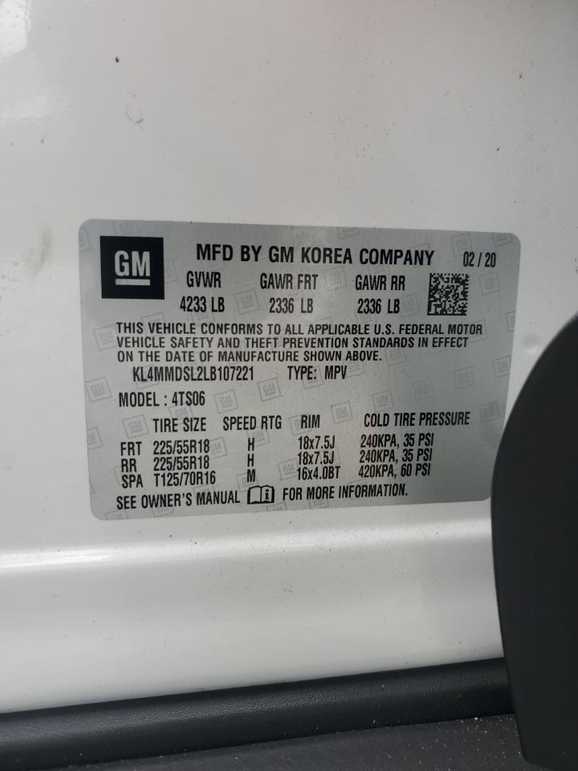 GM MFD BY GM KOREA COMPANY 02 / 20
GVWR GAWR FRT GAWR RR
4233 LB 2336 LB 2336 LB
THIS VEHICLE CONFORMS TO ALL APPLICABLE U.S. FEDERAL MOTOR
VEHICLE SAFETY AND THEFT PREVENTION STANDARDS IN EFFECT
ON THE DATE OF MANUFACTURE SHOWN ABOVE.
KL4MMDSL2LB107221 TYPE: MPV
MODEL : 4TS06
TIRE SIZE SPEED RTG RIM COLD TIRE PRESSURE
FRT 225/55R18 H 18x7.5J 240KPA, 35 PSI
RR 225/55R18 H 18x7.5J 240KPA, 35 PSI
SPA T125/70R16 M 16x4.0BT 420KPA, 60 PSI
SEE OWNER'S MANUAL FOR MORE INFORMATION.